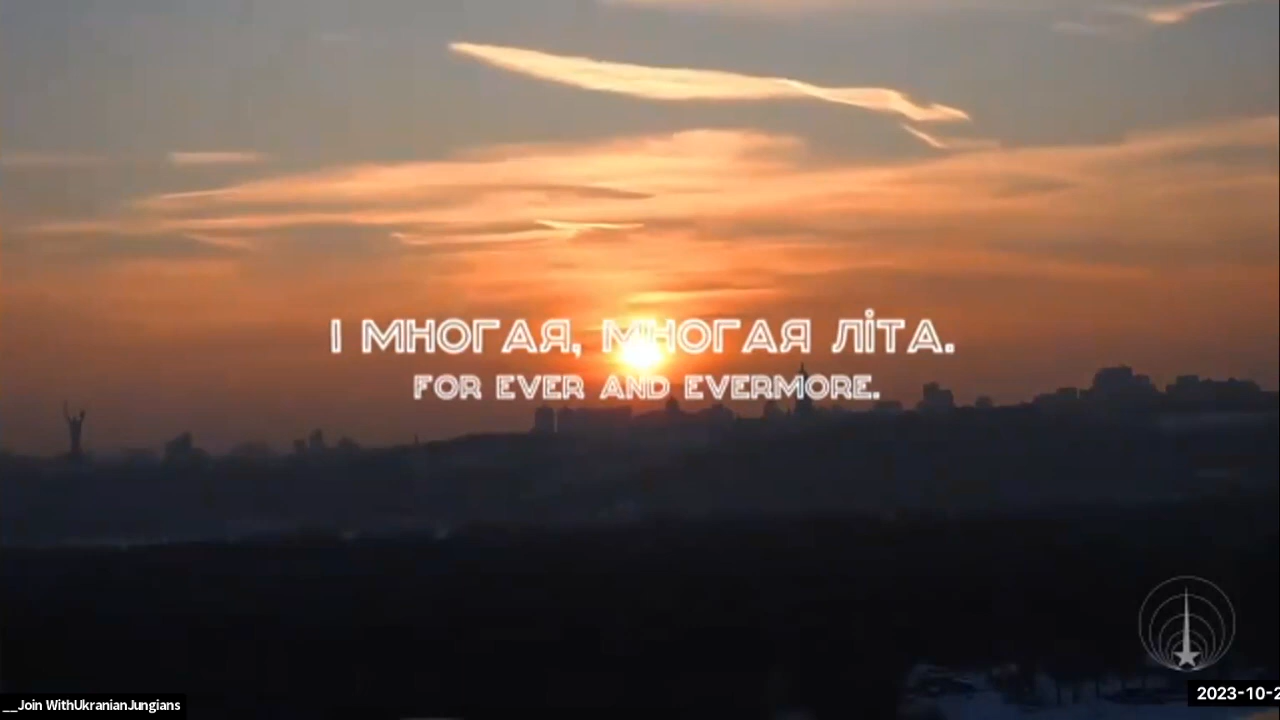 І МНОГАЯ, МНОГАЯ ЛіТА.
FOR EVER AND EVERMORE.
__Join WithUkranianJungians
2023-10-2